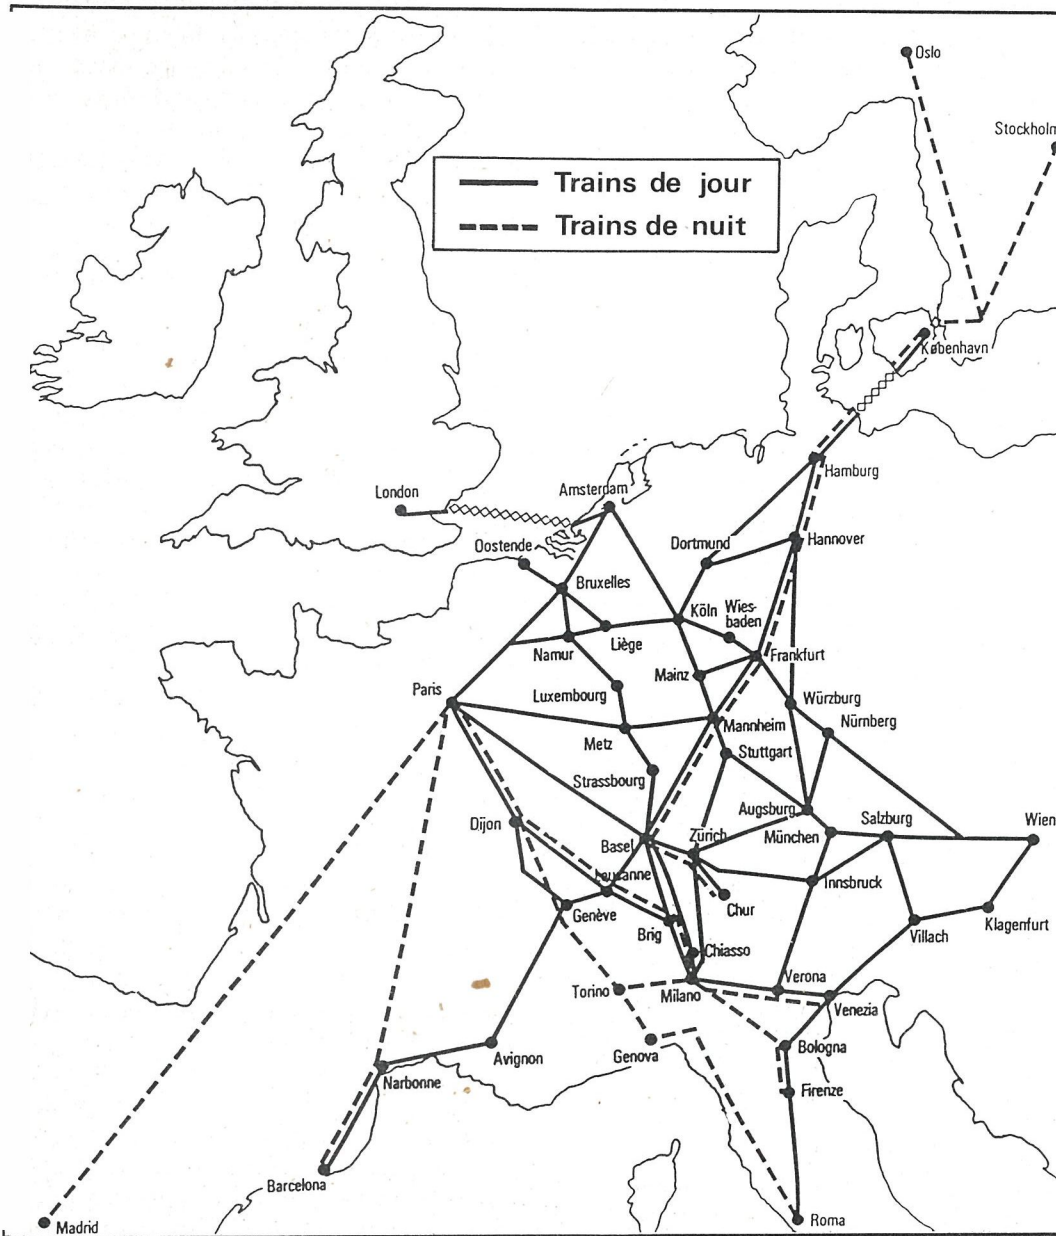 Oslo
Stockholm
Trains de jour
Trains de nuit
København
Hamburg
London
Amsterdam
Oostende
Dortmund
Hannover
Bruxelles
Köln
Wies-
baden
Namur
Liège
Frankfurt
Mainz
Paris
Luxembourg
Würzburg
Nürnberg
Mannheim
Metz
Stuttgart
Strassbourg
Augsburg
Salzburg
Wien
Dijon
Basel
Zürich
München
Lausanne
Innsbruck
Chur
Genève
Brig
Klagenfurt
Villach
Chiasso
Torino
Milano
Verona
Venezia
Avignon
Genova
Bologna
Narbonne
Firenze
Barcelona
Madrid
Roma